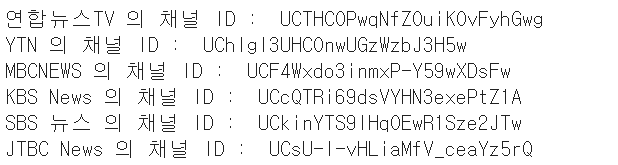 연합뉴스TV 의 채널 ID :  UCTHCOPwqNfZ0uiKOvFyhGwg
YTN 의 채널 ID :  UChlgI3UHCOnwUGzWzbJ3H5w
MBCNEWS 의 채널 ID :  UCF4Wxdo3inmxP-Y59wXDsFw
KBS News 의 채널 ID :  UCcQTRi69dsVYHN3exePtZ1A
SBS 뉴스 의 채널 ID :  UCkinYTS9IHqOEwR1Sze2JTw
JTBC News 의 채널 ID :  UCsU-I-vHLiaMfV_ceaYz5rQ